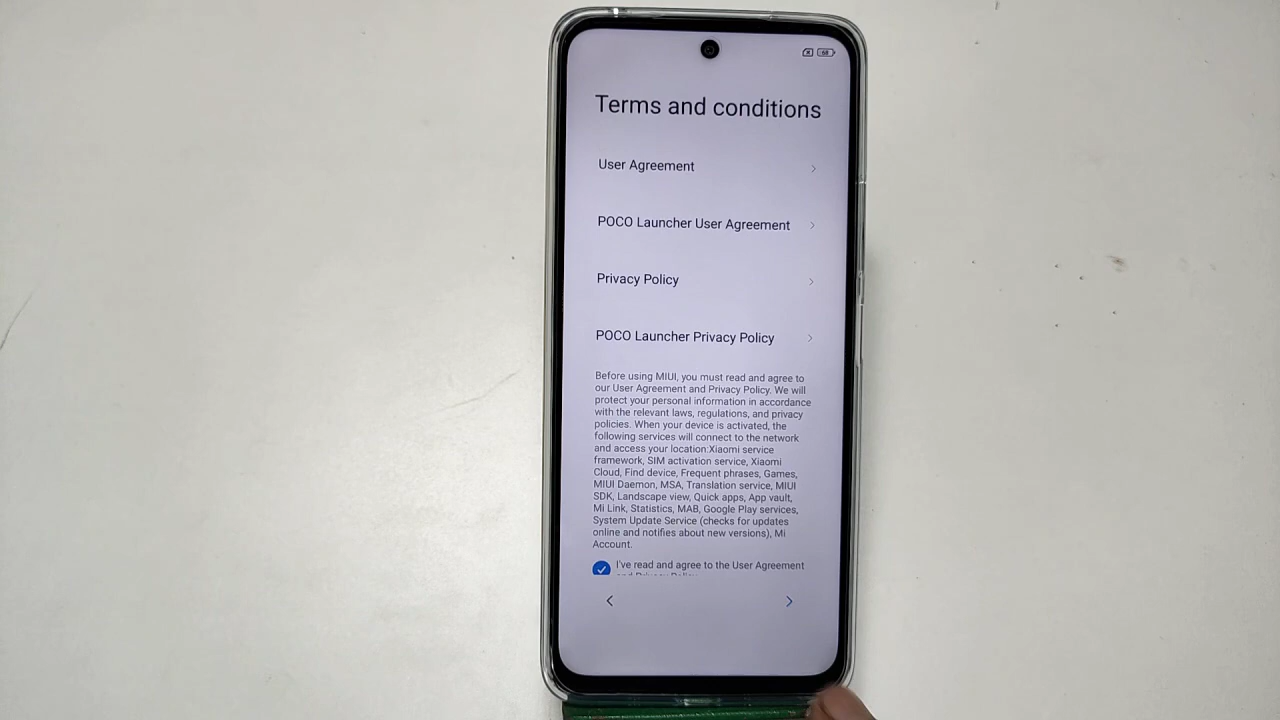 68
Terms and conditions
User Agreement
POCO Launcher User Agreement
Privacy Policy
POCO Launcher Privacy Policy
Before using MIUI, you must read and agree to
our User Agreement and Privacy Policy. We will
protect your personal information in accordance
with the relevant laws, regulations, and privacy
policies. When your device is activated, the
following services will connect to the network
and access your location:Xiaomi service
framework, SIM activation service, Xiaomi
Cloud, Find device, Frequent phrases, Games,
MIUI Daemon, MSA, Translation service, MIUI
SDK, Landscape view, Quick apps, App vault,
Mi Link, Statistics, MAB, Google Play services,
System Update Service (checks for updates
online and notifies about new versions), Mi
Account.
I've read and agree to the User Agreement
and Privacy Policy